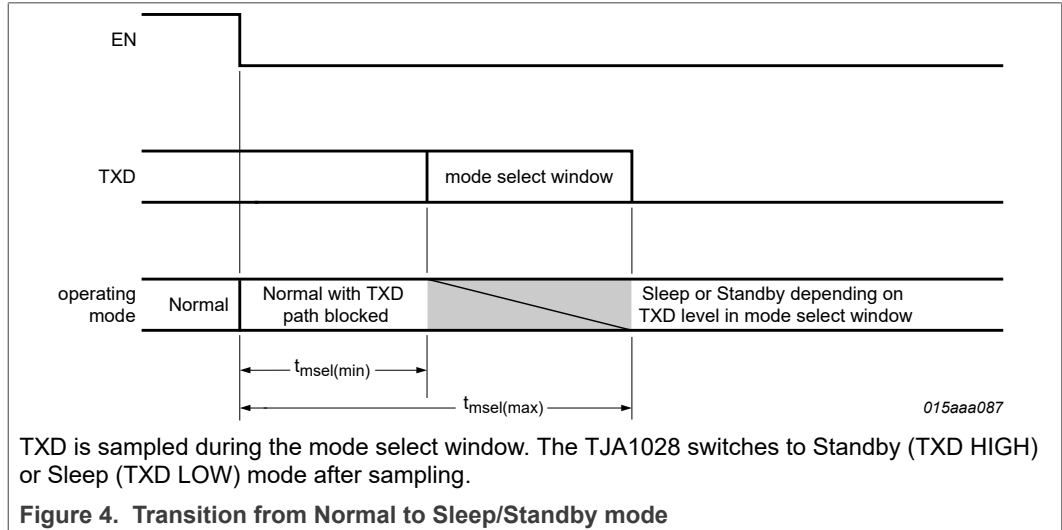 EN
TXD
mode select window
operating
mode
Normal
Normal with TXD
path blocked
Sleep or Standby depending on
TXD level in mode select window
tmsel(min)
tmsel(max)
015aaa087
TXD is sampled during the mode select window. The TJA1028 switches to Standby (TXD HIGH)
or Sleep (TXD LOW) mode after sampling.
Figure 4. Transition from Normal to Sleep/Standby mode